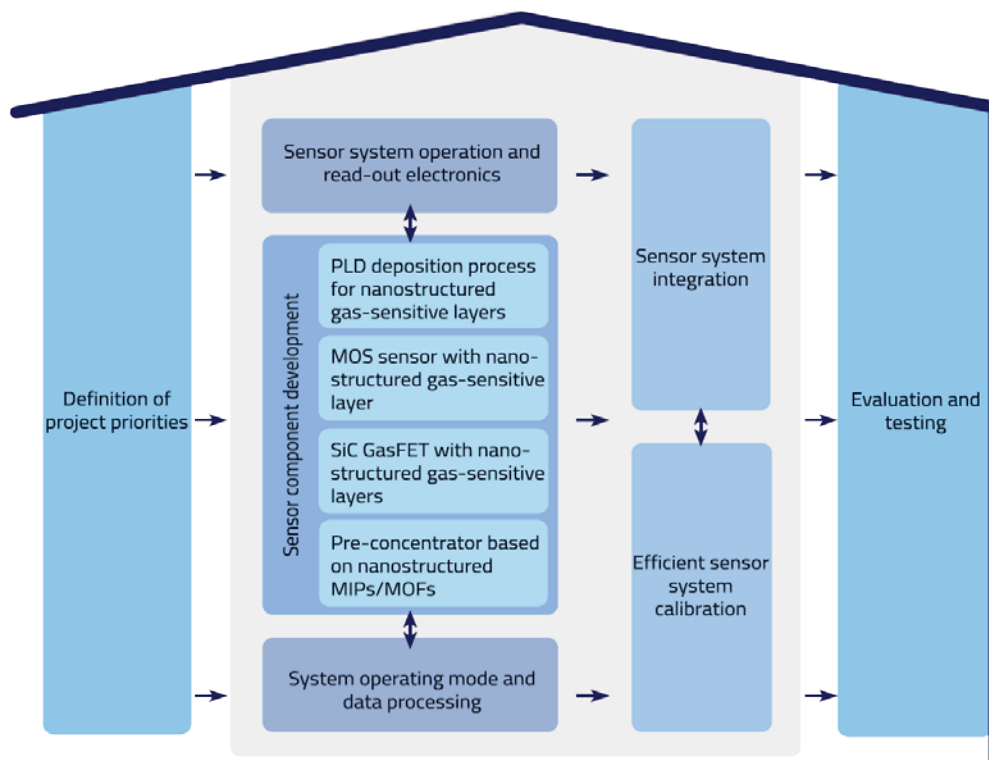 Definition of
project priorities
Sensor system operation and
read-out electronics
Sensor component development
PLD deposition process
for nanostructured
gas-sensitive layers
MOS sensor with nano-
structured gas-sensitive
layer
SiC GasFET with nano-
structured gas-sensitive
layers
Pre-concentrator based
on nanostructured
MIPs/MOFs
System operating mode and
data processing
Sensor system
integration
Efficient sensor
system
calibration
Evaluation and
testing